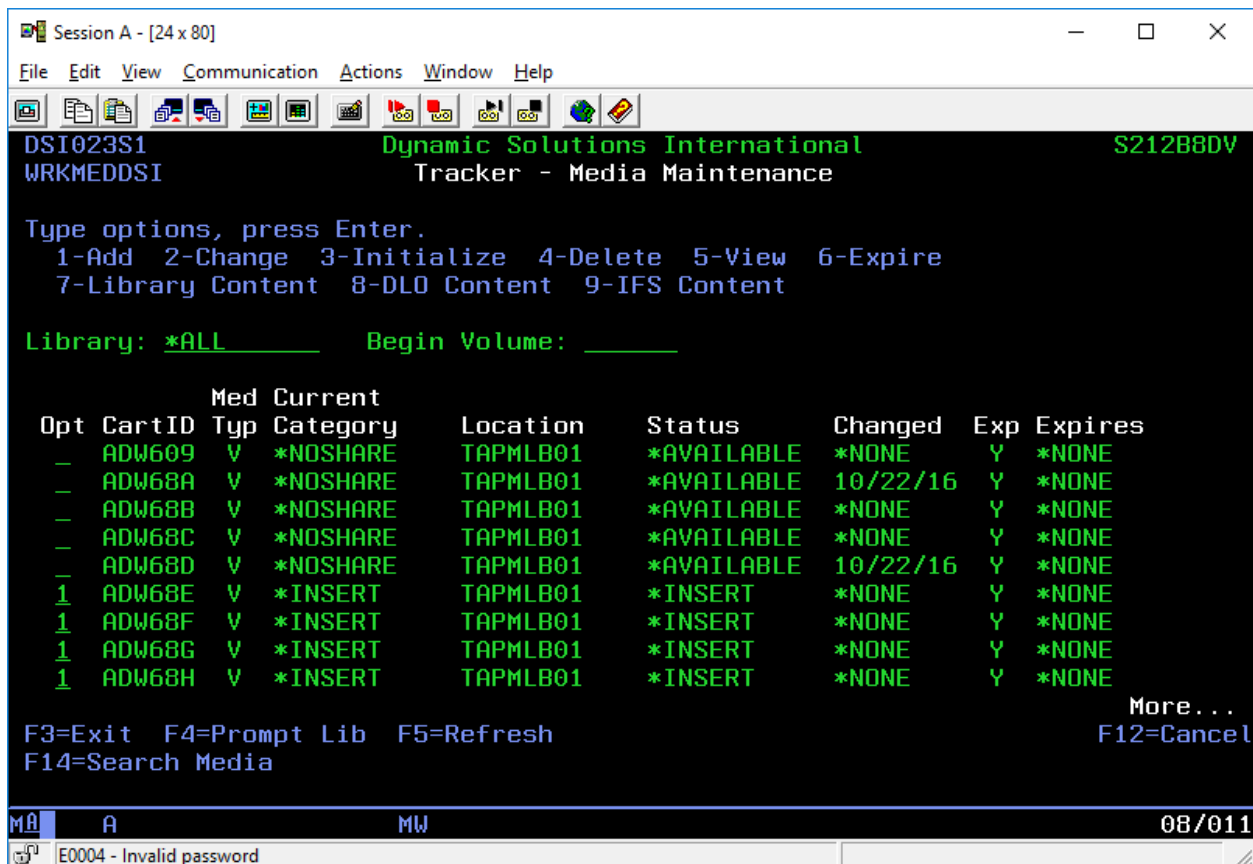 Session A - [24 x 80]
File Edit View Communication Actions Window Help
DSI023S1 Dynamic Solutions International S212B8DV
WRKMEDDSI Tracker - Media Maintenance
Type options, press Enter.
1-Add 2-Change 3-Initialize 4-Delete 5-View 6-Expire
7-Library Content 8-DLO Content 9-IFS Content
Library: *ALL Begin Volume: ______
Med Current
Opt CartID Typ Category Location Status Changed Exp Expires
_ ADW609 V *NOSHARE TAPMLB01 *AVAILABLE *NONE Y *NONE
_ ADW68A V *NOSHARE TAPMLB01 *AVAILABLE 10/22/16 Y *NONE
_ ADW68B V *NOSHARE TAPMLB01 *AVAILABLE *NONE Y *NONE
_ ADW68C V *NOSHARE TAPMLB01 *AVAILABLE *NONE Y *NONE
_ ADW68D V *NOSHARE TAPMLB01 *AVAILABLE 10/22/16 Y *NONE
1 ADW68E V *INSERT TAPMLB01 *INSERT *NONE Y *NONE
1 ADW68F V *INSERT TAPMLB01 *INSERT *NONE Y *NONE
1 ADW68G V *INSERT TAPMLB01 *INSERT *NONE Y *NONE
1 ADW68H V *INSERT TAPMLB01 *INSERT *NONE Y *NONE
More...
F3=Exit F4=Prompt Lib F5=Refresh F12=Cancel
F14=Search Media
MA A MW 08/011
E0004 - Invalid password